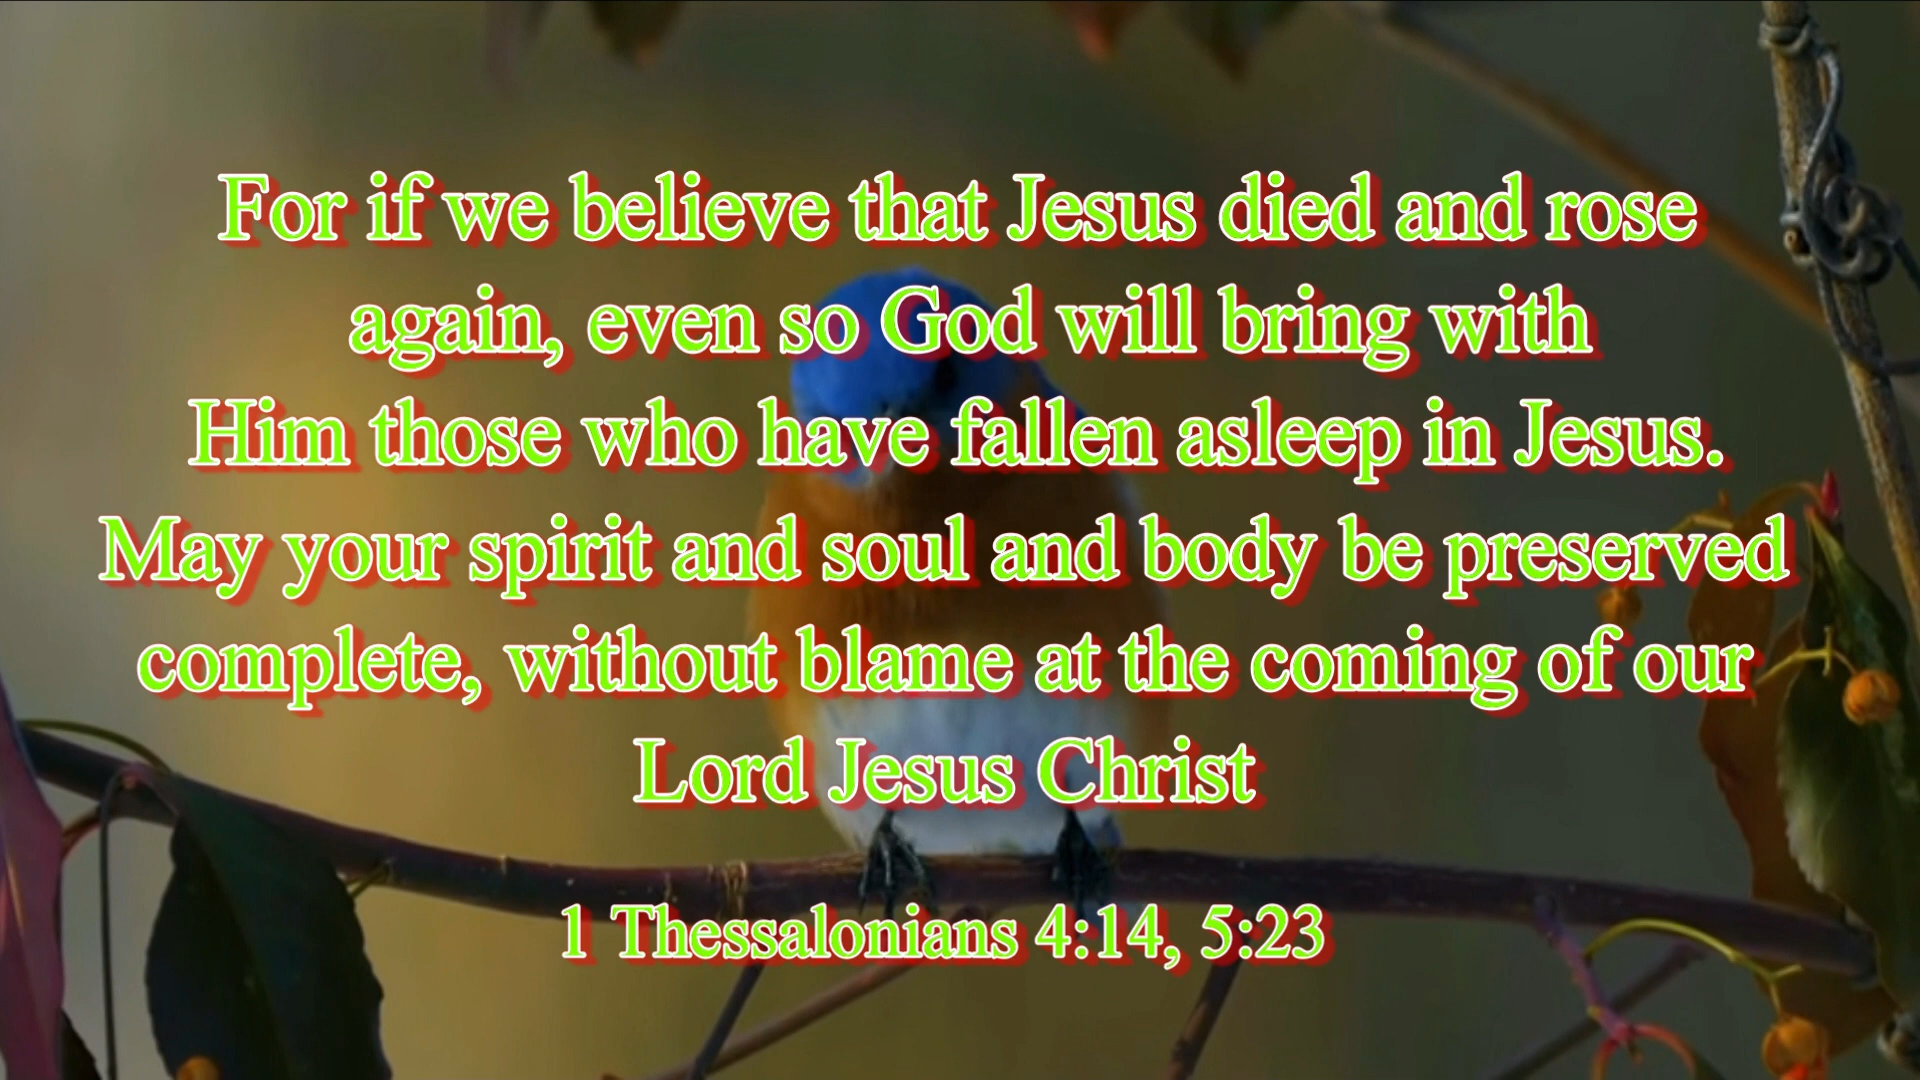 For if we believe that Jesus died and rose
again, even so God will bring with
Him those who have fallen asleep in Jesus.
May your spirit and soul and body be preserved
complete, without blame at the coming of our
Lord Jesus Christ
1 Thessalonians 4:14, 5:23